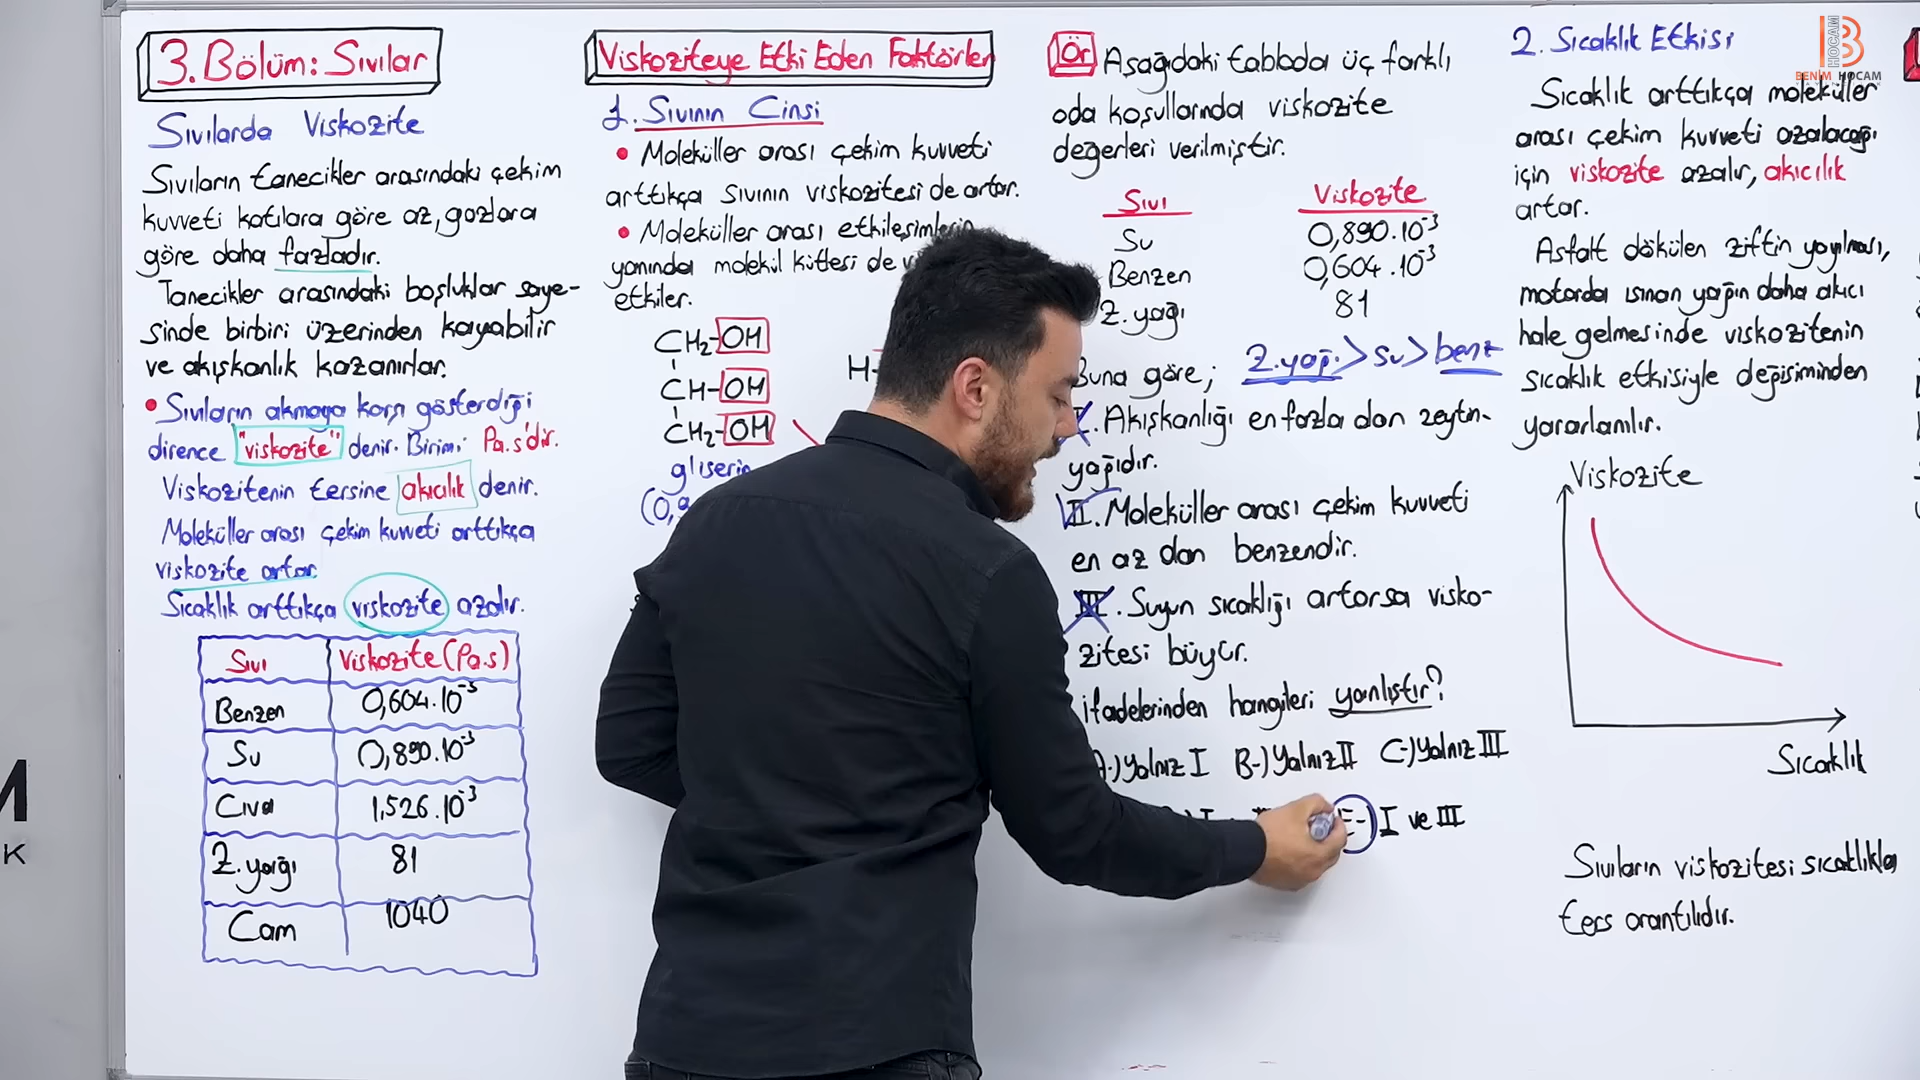 3. Bölüm: Sıvılar
Sıvılarda Viskozite
Sıvıların tanecikler arasındaki çekim
kuvveti katılara göre az, gazlara
göre daha fazladır.
Tanecikler arasındaki boşluklar saye-
sinde birbiri üzerinden kayabilir
ve akışkanlık kazanırlar.
• Sıvıların akmaya karşı gösterdiği
dirence "viskozite" denir. Birimi Pa.s'dir.
Viskozitenin tersine akıcılık denir.
Moleküller arası çekim kuvveti arttıkça
viskozite artar.
Sıcaklık arttıkça viskozite azalır.
Sıvı Viskozite (Pa.s)
Benzen 0,604.10⁻³
Su 0,890.10⁻³
Cıva 1,526.10⁻³
Z.yağı 81
Cam 1040
Viskoziteye Etki Eden Faktörler
1. Sıvının Cinsi
• Moleküller arası çekim kuvveti
arttıkça sıvının viskozitesi de artar.
• Moleküller arası etkileşimlerin
yanında molekül kütlesi de
etkiler.
CH₂-OH
CH-OH
CH₂-OH
H-
gliserin
(0,9
Ör Aşağıdaki tabloda üç farklı
oda koşullarında viskozite
değerleri verilmiştir.
Sıvı Viskozite
Su 0,890.10⁻³
Benzen 0,604.10⁻³
Z.yağı 81
Buna göre; Z.yağ. > su > benz
I. Akışkanlığı en fazla olan zeytin-
yağıdır.
II. Moleküller arası çekim kuvveti
en az olan benzendir.
III. Suyun sıcaklığı artarsa visko-
zitesi büyür.
ifadelerinden hangileri yanlıştır?
A-) Yalnız I B-) Yalnız II C-) Yalnız III
E-) I ve III
2. Sıcaklık Etkisi
Sıcaklık arttıkça moleküller
arası çekim kuvveti azalacağı
için viskozite azalır, akıcılık
artar.
Asfalt dökülen ziftin yayılması,
motorda ısınan yağın daha akıcı
hale gelmesinde viskozitenin
sıcaklık etkisiyle değişiminden
yararlanılır.
Viskozite
Sıcaklık
Sıvıların viskozitesi sıcaklıkla
ters orantılıdır.
BENİM HOCAM
M
K